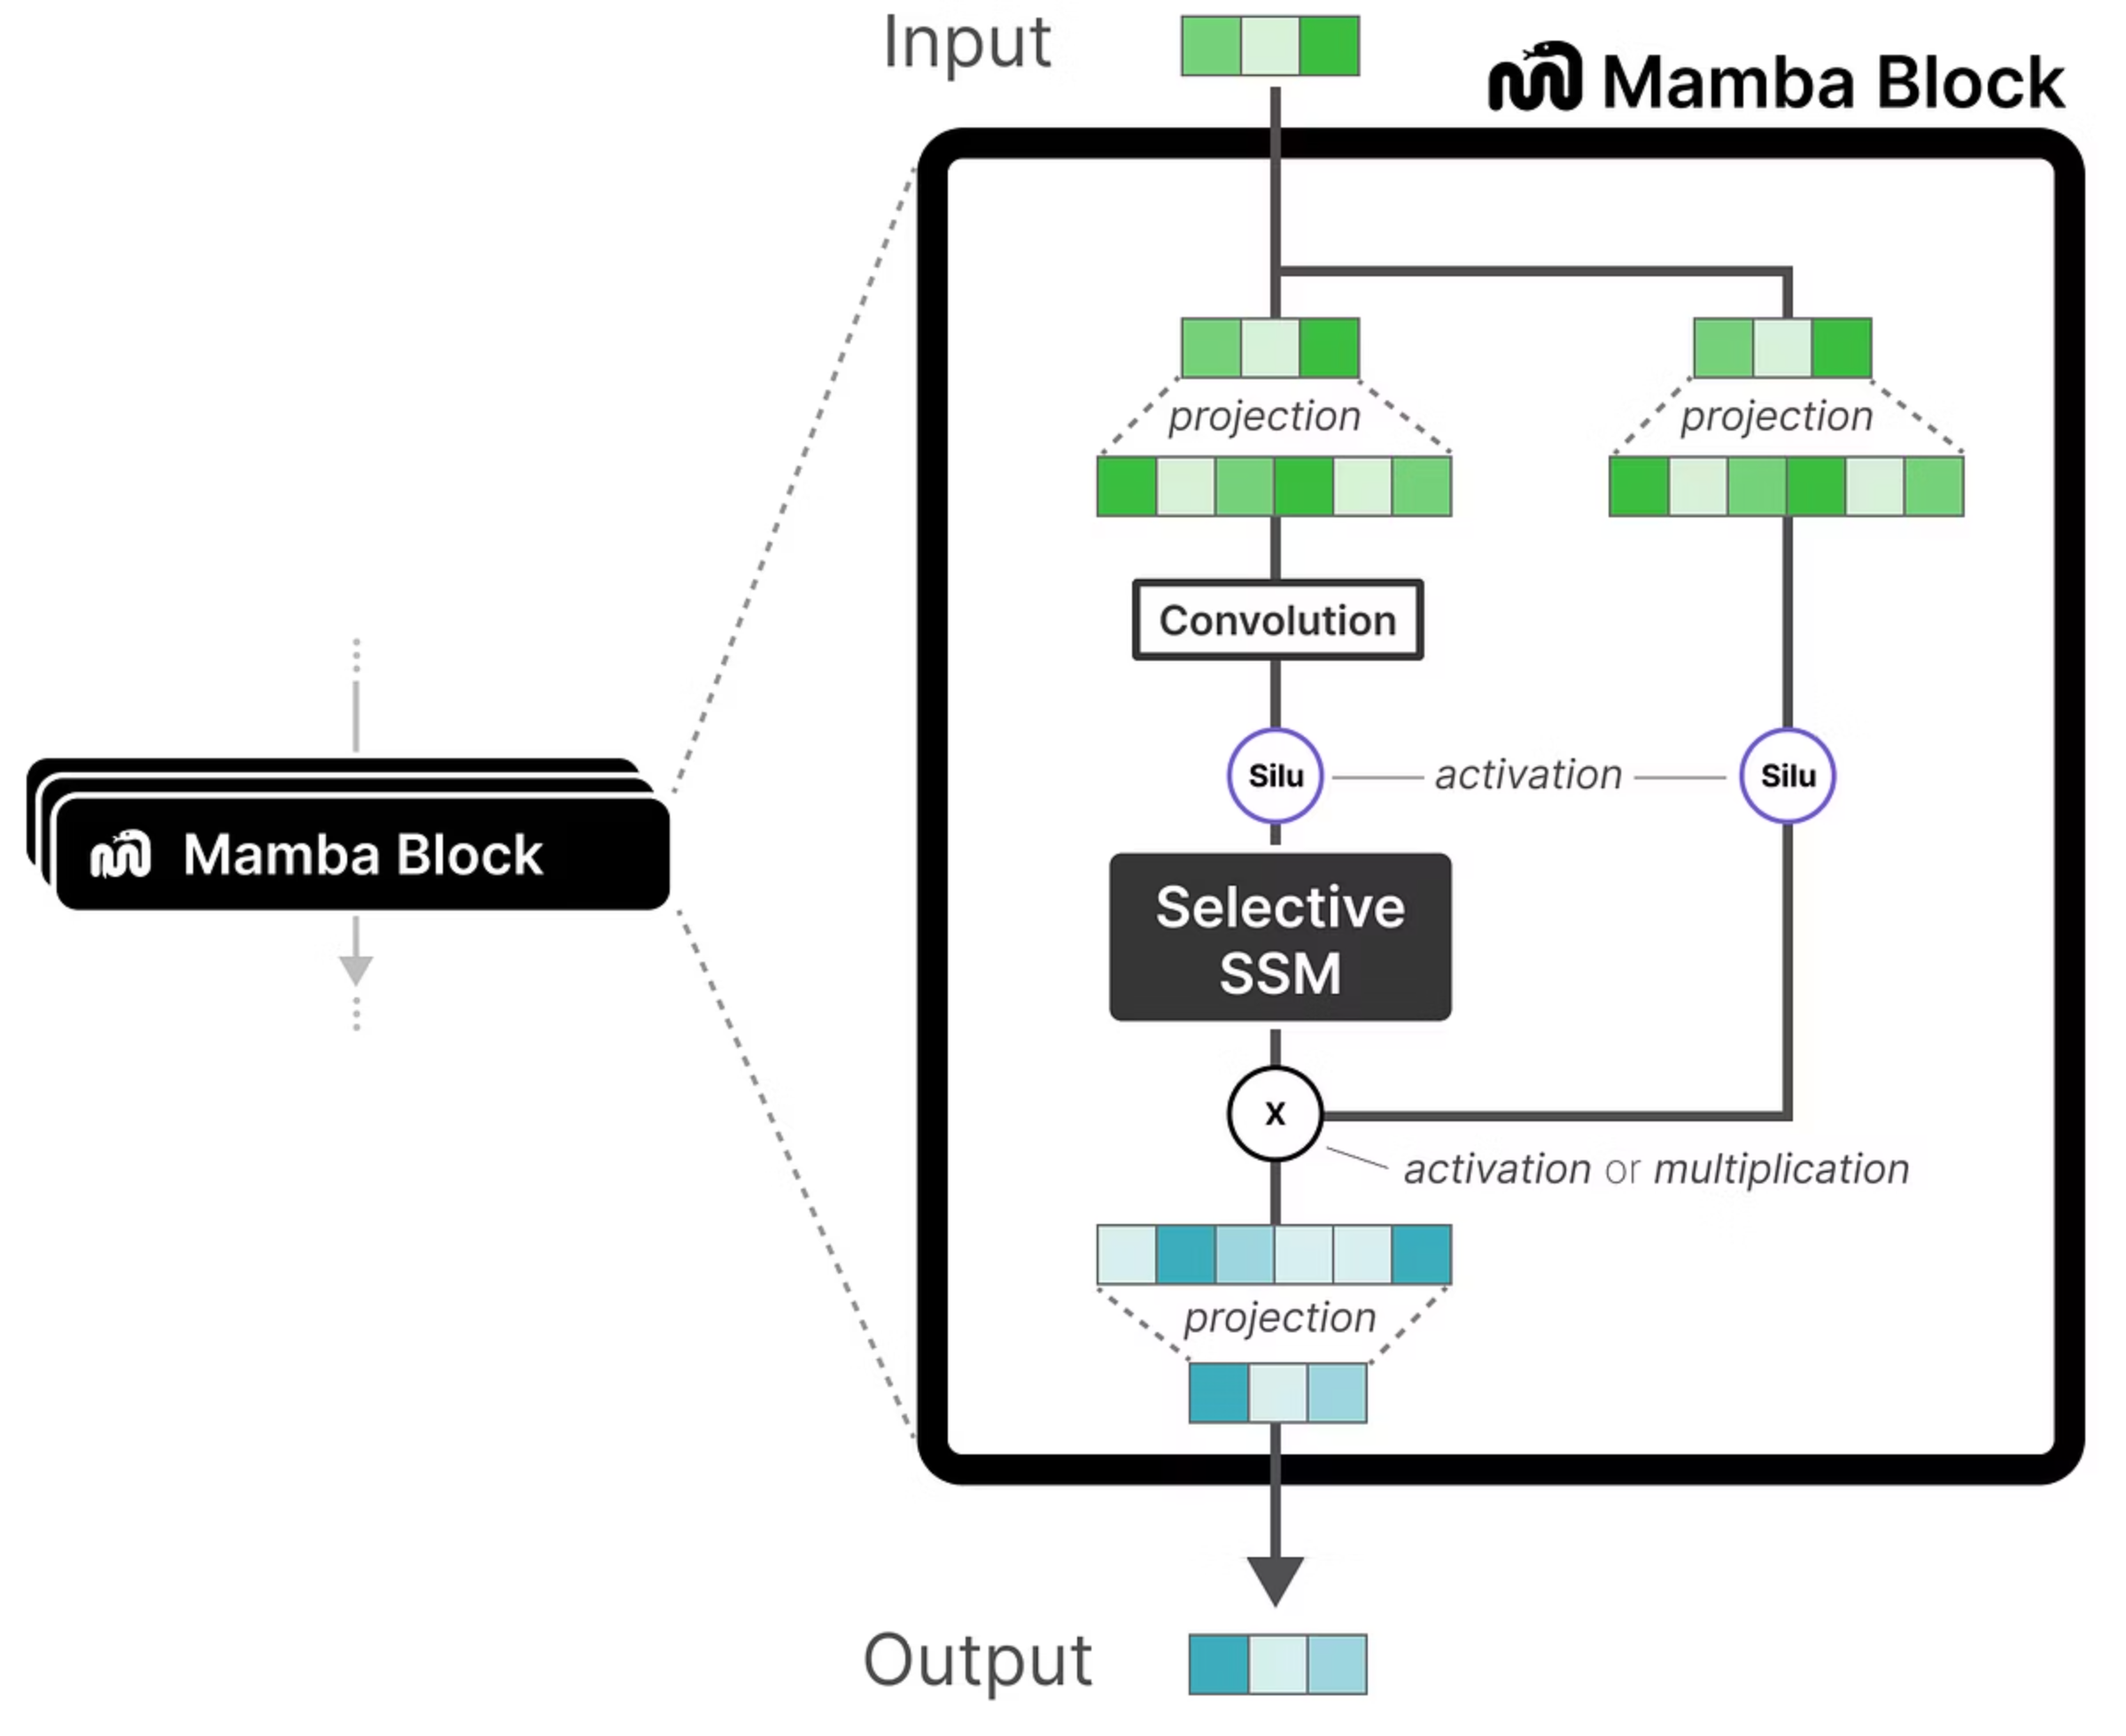 Input
Mamba Block
projection
projection
Convolution
Silu
activation
Silu
Mamba Block
Selective
SSM
X
activation or multiplication
projection
Output